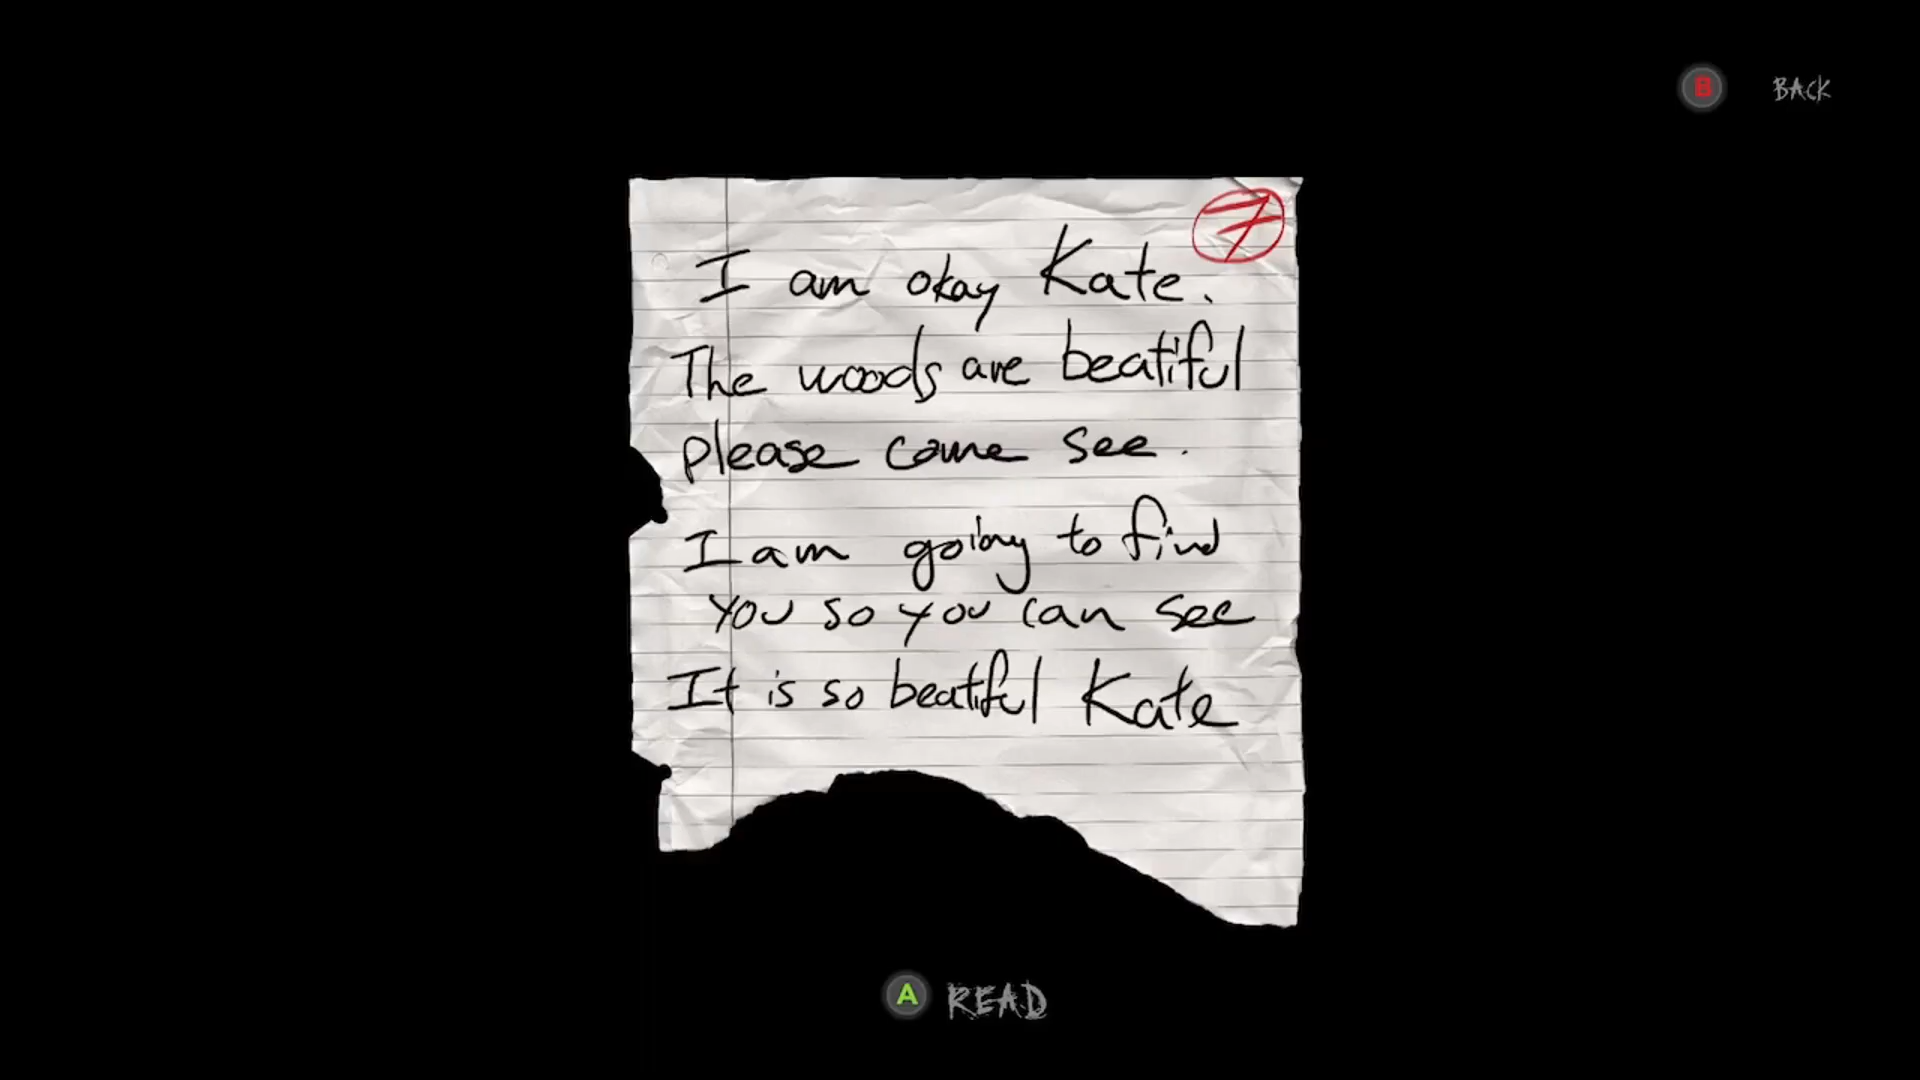 B BACK
7
I am okay Kate.
The woods are beatiful
please come see.
I am going to find
you so you can see
It is so beatiful Kate
A READ